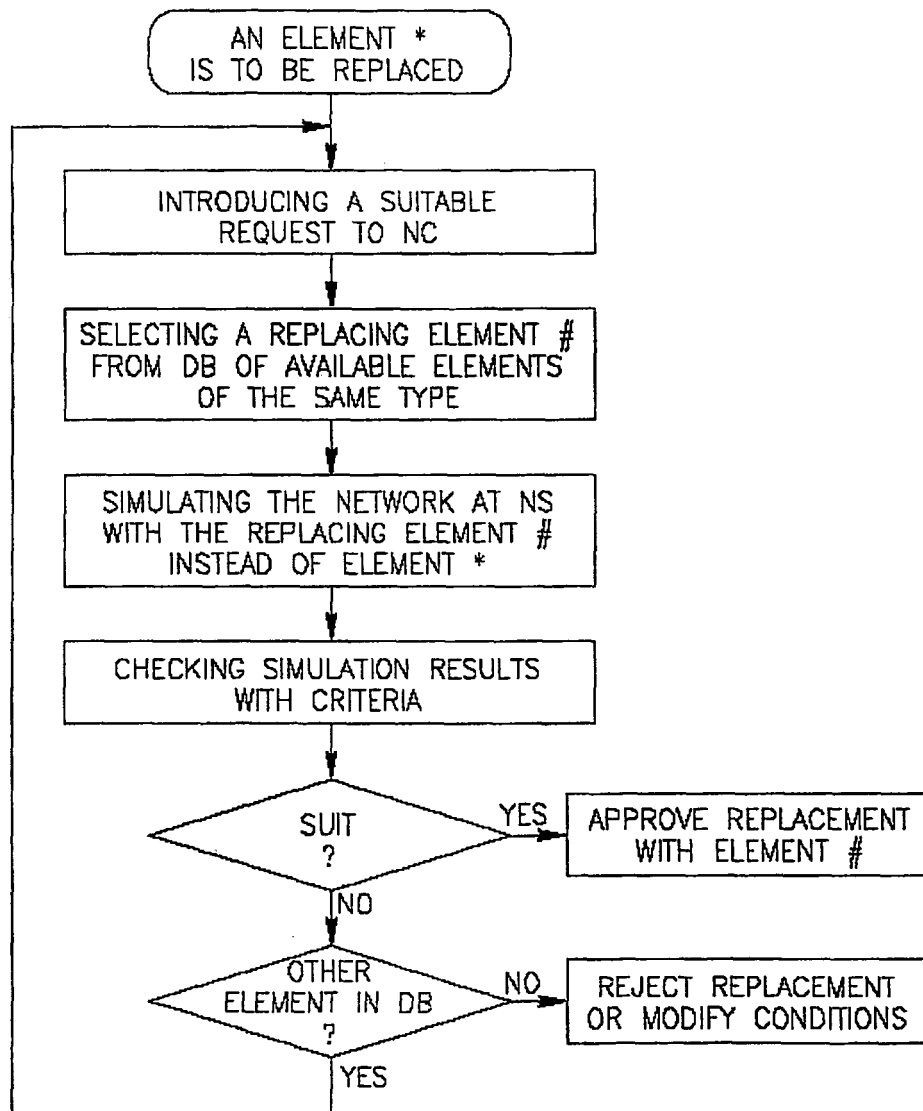 AN ELEMENT *
IS TO BE REPLACED
INTRODUCING A SUITABLE
REQUEST TO NC
SELECTING A REPLACING ELEMENT #
FROM DB OF AVAILABLE ELEMENTS
OF THE SAME TYPE
SIMULATING THE NETWORK AT NS
WITH THE REPLACING ELEMENT #
INSTEAD OF ELEMENT *
CHECKING SIMULATION RESULTS
WITH CRITERIA
SUIT
?
YES
APPROVE REPLACEMENT
WITH ELEMENT #
NO
OTHER
ELEMENT IN DB
?
NO
REJECT REPLACEMENT
OR MODIFY CONDITIONS
YES